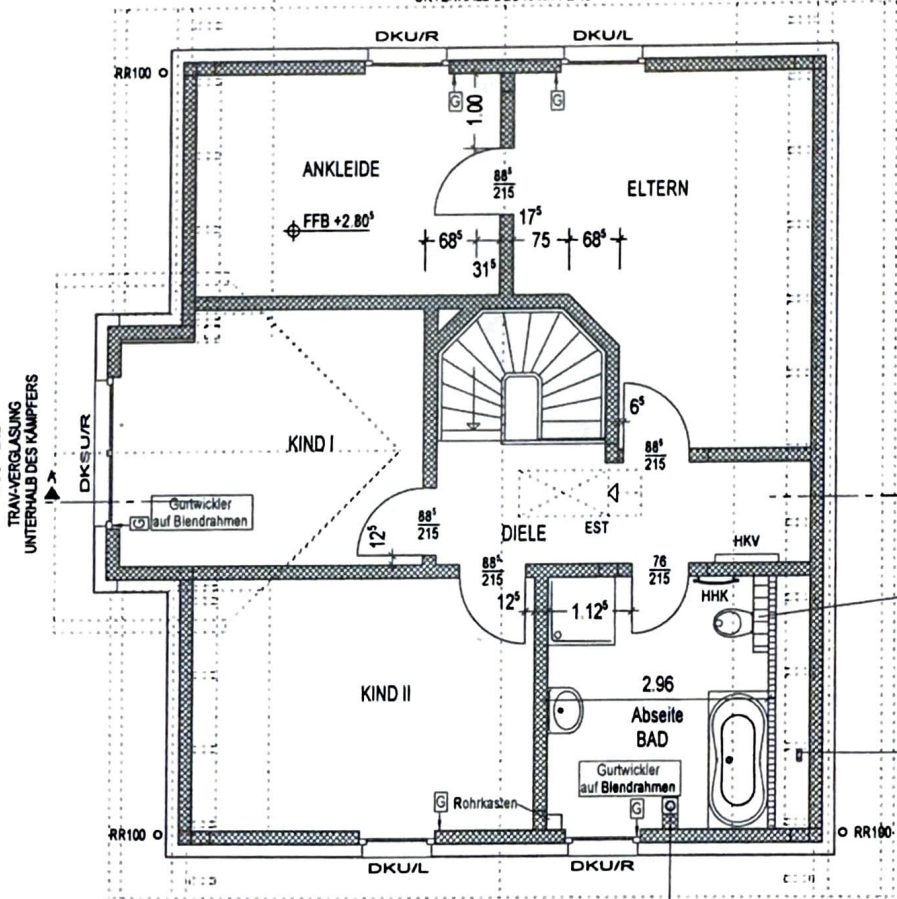 DKU/R
DKU/L
RR100
G
G
1.00
ANKLEIDE
88⁵
215
ELTERN
FFB +2.80⁵
17⁵
68⁵
75
68⁵
31⁵
TRAV-VERGLASUNG
UNTERHALB DES KÄMPFERS
DKSU/R
A
KIND I
6⁵
88⁵
215
Gurtwickler
auf Blendrahmen
G
12⁵
88⁵
215
DIELE
EST
HKV
88⁵
215
76
215
12⁵
1.12⁵
HHK
KIND II
2.96
Abseite
BAD
Gurtwickler
auf Blendrahmen
G
Rohrkasten
G
RR100
RR100
DKU/L
DKU/R